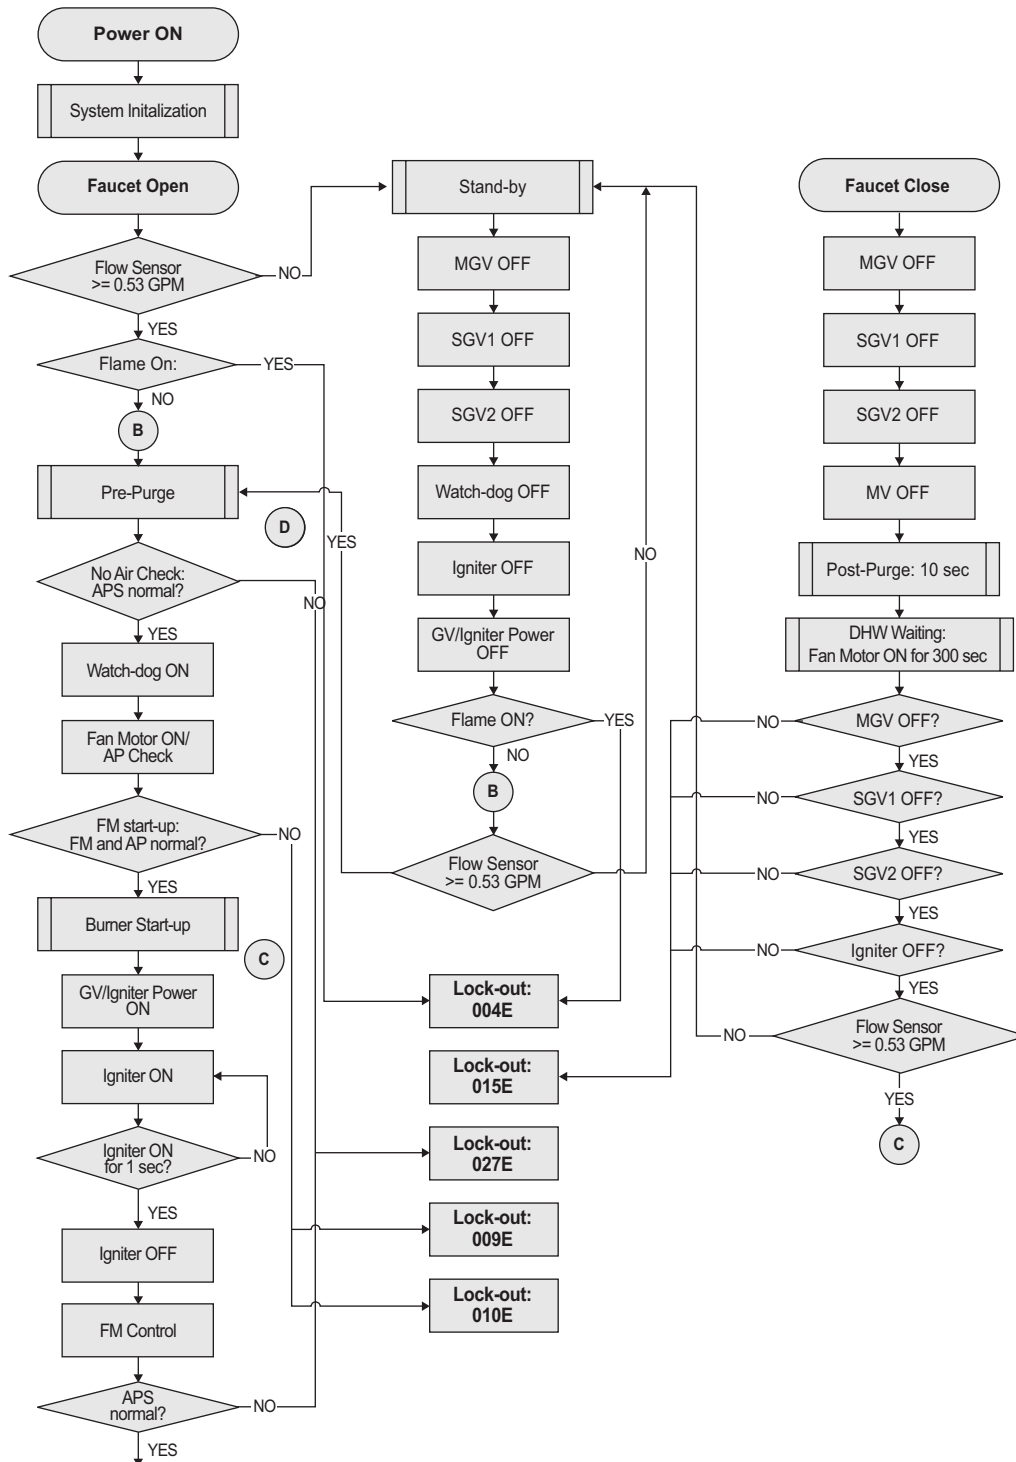 Power ON
System Initalization
Faucet Open
Flow Sensor
>= 0.53 GPM
NO
YES
Flame On:
YES
NO
B
Pre-Purge
D
No Air Check:
APS normal?
NO
YES
Watch-dog ON
Fan Motor ON/
AP Check
FM start-up:
FM and AP normal?
NO
YES
Burner Start-up
C
GV/Igniter Power
ON
Igniter ON
Igniter ON
for 1 sec?
NO
YES
Igniter OFF
FM Control
APS
normal?
NO
YES
Stand-by
MGV OFF
SGV1 OFF
SGV2 OFF
Watch-dog OFF
Igniter OFF
GV/Igniter Power
OFF
Flame ON?
YES
NO
B
Flow Sensor
>= 0.53 GPM
YES
NO
Lock-out:
004E
Lock-out:
015E
Lock-out:
027E
Lock-out:
009E
Lock-out:
010E
Faucet Close
MGV OFF
SGV1 OFF
SGV2 OFF
MV OFF
Post-Purge: 10 sec
DHW Waiting:
Fan Motor ON for 300 sec
MGV OFF?
NO
YES
SGV1 OFF?
NO
YES
SGV2 OFF?
NO
YES
Igniter OFF?
NO
YES
Flow Sensor
>= 0.53 GPM
NO
YES
C